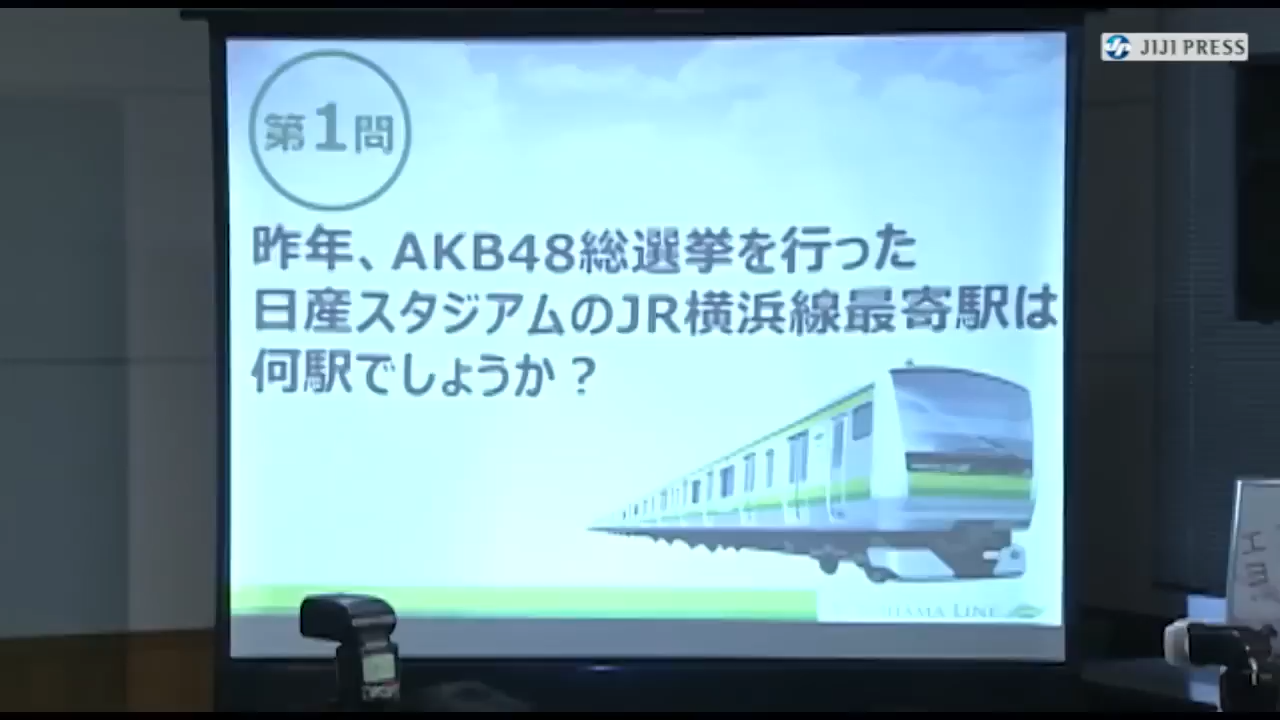 JIJI PRESS
第1問
昨年、AKB48総選挙を行った
日産スタジアムのJR横浜線最寄駅は
何駅でしょうか？
LINE